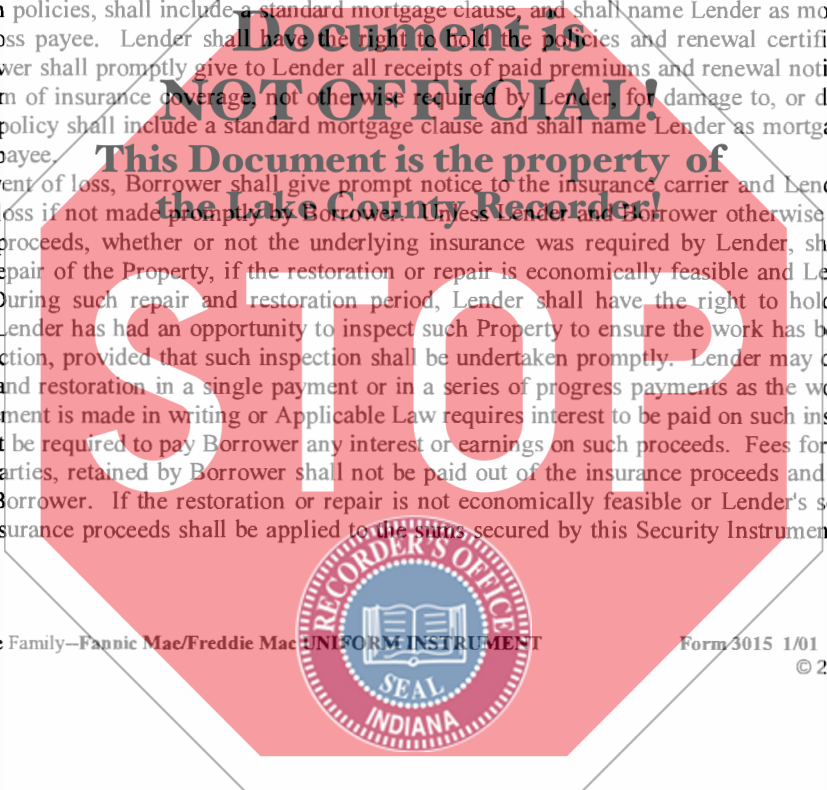 policies, shall include a standard mortgage clause, and shall name Lender as mo
Document is
ss payee. Lender shall have the right to hold the policies and renewal certifi
wer shall promptly give to Lender all receipts of paid premiums and renewal noti
NOT OFFICIAL!
m of insurance coverage, not otherwise required by Lender, for damage to, or d
policy shall include a standard mortgage clause and shall name Lender as mortga
payee.
This Document is the property of
ent of loss, Borrower shall give prompt notice to the insurance carrier and Lend
the Lake County Recorder!
loss if not made promptly by Borrower. Unless Lender and Borrower otherwise
proceeds, whether or not the underlying insurance was required by Lender, sh
epair of the Property, if the restoration or repair is economically feasible and Le
During such repair and restoration period, Lender shall have the right to hold
Lender has had an opportunity to inspect such Property to ensure the work has b
STOP
ction, provided that such inspection shall be undertaken promptly. Lender may d
and restoration in a single payment or in a series of progress payments as the wo
ment is made in writing or Applicable Law requires interest to be paid on such ins
t be required to pay Borrower any interest or earnings on such proceeds. Fees for
arties, retained by Borrower shall not be paid out of the insurance proceeds and
Borrower. If the restoration or repair is not economically feasible or Lender's s
surance proceeds shall be applied to the sums secured by this Security Instrumen
RECORDER'S OFFICE
SEAL
INDIANA
e Family–Fannie Mae/Freddie Mac UNIFORM INSTRUMENT Form 3015 1/01
© 2